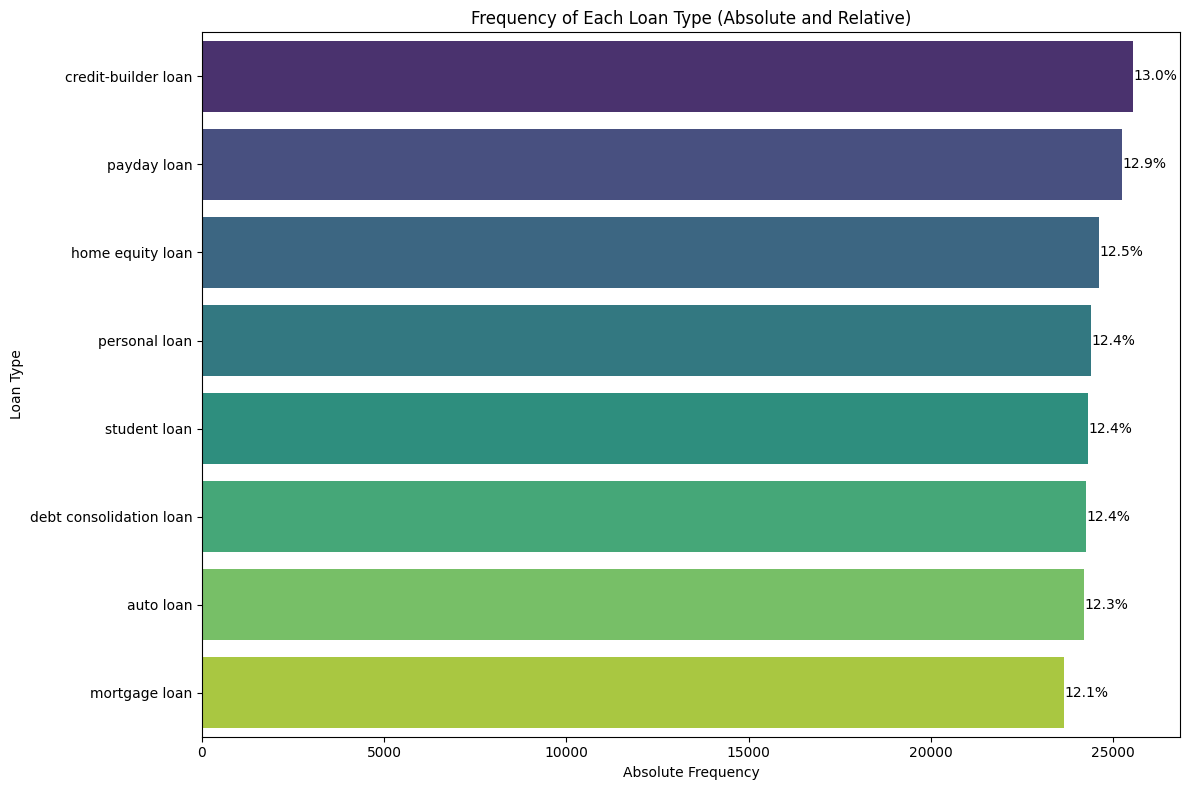 Frequency of Each Loan Type (Absolute and Relative)
credit-builder loan 13.0%
payday loan 12.9%
home equity loan 12.5%
personal loan 12.4%
student loan 12.4%
debt consolidation loan 12.4%
auto loan 12.3%
mortgage loan 12.1%
Loan Type
0 5000 10000 15000 20000 25000
Absolute Frequency